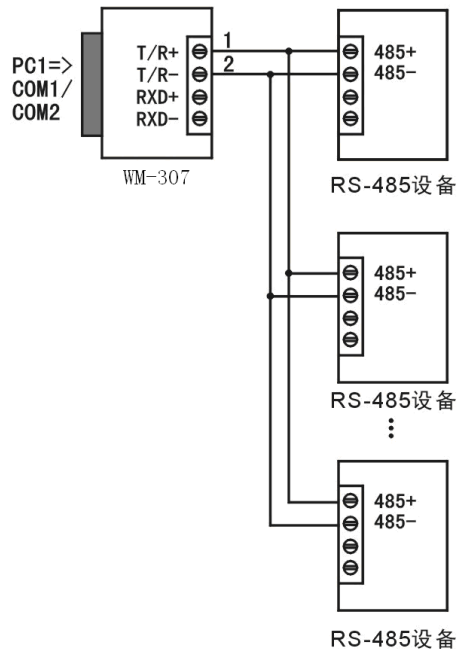 PC1=>
COM1/
COM2
T/R+
T/R-
RXD+
RXD-
1
2
WM-307
485+
485-
RS-485设备
485+
485-
RS-485设备
⋮
485+
485-
RS-485设备